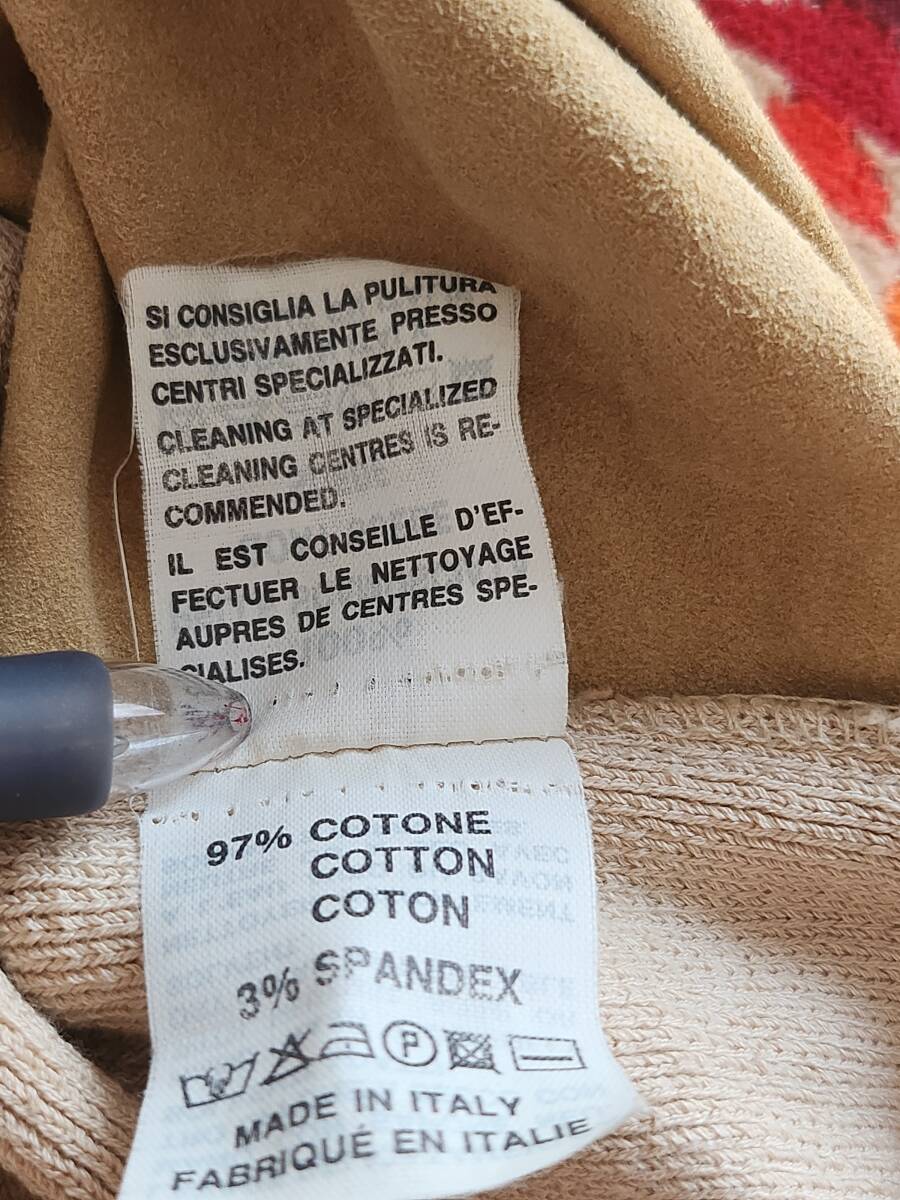 SI CONSIGLIA LA PULITURA
ESCLUSIVAMENTE PRESSO
CENTRI SPECIALIZZATI.
CLEANING AT SPECIALIZED
CLEANING CENTRES IS RE-
COMMENDED.
IL EST CONSEILLE D'EF-
FECTUER LE NETTOYAGE
AUPRES DE CENTRES SPE-
CIALISES.
97% COTONE
COTTON
COTON
3% SPANDEX
P
MADE IN ITALY
FABRIQUÉ EN ITALIE